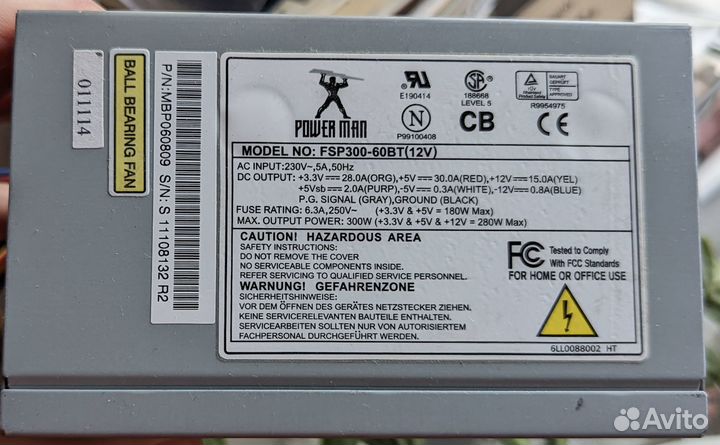 011114
BALL BEARING FAN
P/N:MBP060809 S/N: S 11108132 R2
POWER MAN
E190414
188668
LEVEL 5
BAUART GEPRÜFT
TYPE APPROVED
R9954975
N
P99100408
CB
CE
MODEL NO: FSP300-60BT(12V)
AC INPUT:230V~,5A,50Hz
DC OUTPUT: +3.3V⎓28.0A(ORG),+5V⎓30.0A(RED),+12V⎓15.0A(YEL)
+5Vsb⎓2.0A(PURP),-5V⎓0.3A(WHITE),-12V⎓0.8A(BLUE)
P.G. SIGNAL (GRAY),GROUND (BLACK)
FUSE RATING: 6.3A,250V~ (+3.3V & +5V = 180W Max)
MAX. OUTPUT POWER: 300W (+3.3V & +5V & +12V = 280W Max)
CAUTION! HAZARDOUS AREA
SAFETY INSTRUCTIONS:
DO NOT REMOVE THE COVER
NO SERVICEABLE COMPONENTS INSIDE.
REFER SERVICING TO QUALIFIED SERVICE PERSONNEL.
FC Tested to Comply
With FCC Standards
FOR HOME OR OFFICE USE
WARNUNG! GEFAHRENZONE
SICHERHEITSHINWEISE:
VOR DEM ÖFFNEN DES GERÄTES NETZSTECKER ZIEHEN.
KEINE SERVICERELEVANTEN BAUTEILE ENTHALTEN.
SERVICEARBEITEN SOLLTEN NUR VON AUTORISIERTEM
FACHPERSONAL DURCHGEFÜHRT WERDEN.
6LL0088002 HT
Avito